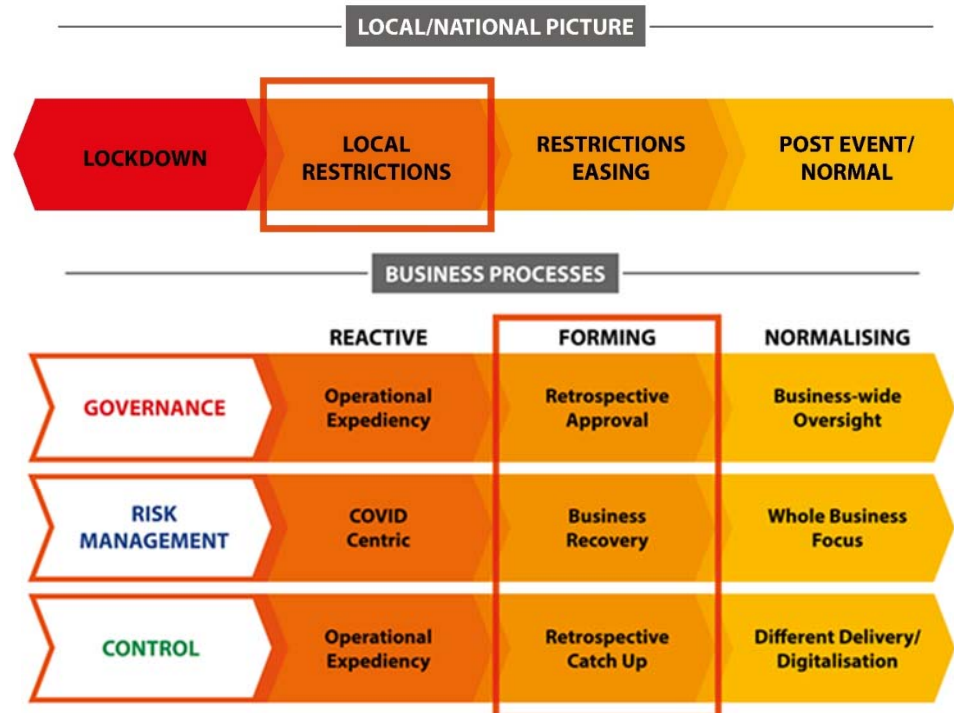 LOCAL/NATIONAL PICTURE
LOCKDOWN
LOCAL
RESTRICTIONS
RESTRICTIONS
EASING
POST EVENT/
NORMAL
BUSINESS PROCESSES
REACTIVE
FORMING
NORMALISING
GOVERNANCE
Operational
Expediency
Retrospective
Approval
Business-wide
Oversight
RISK
MANAGEMENT
COVID
Centric
Business
Recovery
Whole Business
Focus
CONTROL
Operational
Expediency
Retrospective
Catch Up
Different Delivery/
Digitalisation